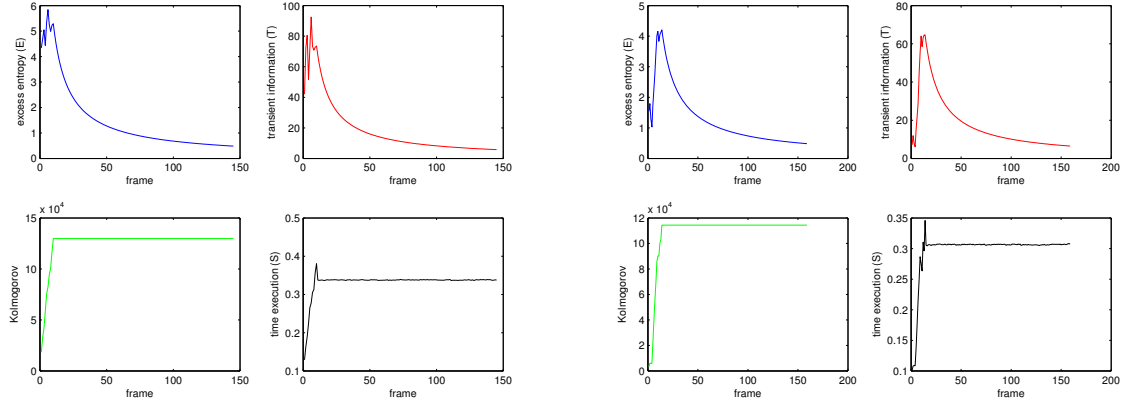 excess entropy (E)
6
5
4
3
2
1
0
0 50 100 150
frame
transient information (T)
100
80
60
40
20
0
0 50 100 150
frame
excess entropy (E)
5
4
3
2
1
0
0 50 100 150 200
frame
transient information (T)
80
60
40
20
0
0 50 100 150 200
frame
x 10^4
Kolmogorov
15
10
5
0
0 50 100 150
frame
time execution (S)
0.5
0.4
0.3
0.2
0.1
0 50 100 150
frame
x 10^4
Kolmogorov
12
10
8
6
4
2
0
0 50 100 150 200
frame
time execution (S)
0.35
0.3
0.25
0.2
0.15
0.1
0 50 100 150 200
frame